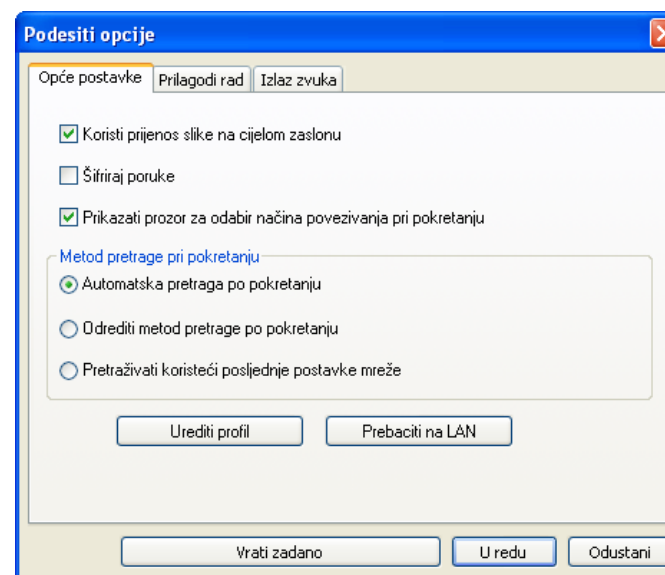 Podesiti opcije
Opće postavke
Prilagodi rad
Izlaz zvuka
Koristi prijenos slike na cijelom zaslonu
Šifriraj poruke
Prikazati prozor za odabir načina povezivanja pri pokretanju
Metod pretrage pri pokretanju
Automatska pretraga po pokretanju
Odrediti metod pretrage po pokretanju
Pretraživati koristeći posljednje postavke mreže
Urediti profil
Prebaciti na LAN
Vrati zadano
U redu
Odustani